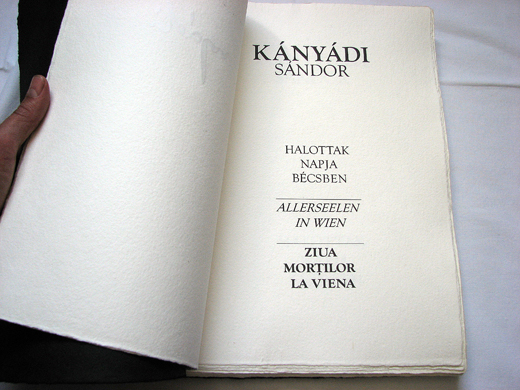 KÁNYÁDI
SÁNDOR
HALOTTAK
NAPJA
BÉCSBEN
ALLERSEELEN
IN WIEN
ZIUA
MORȚILOR
LA VIENA